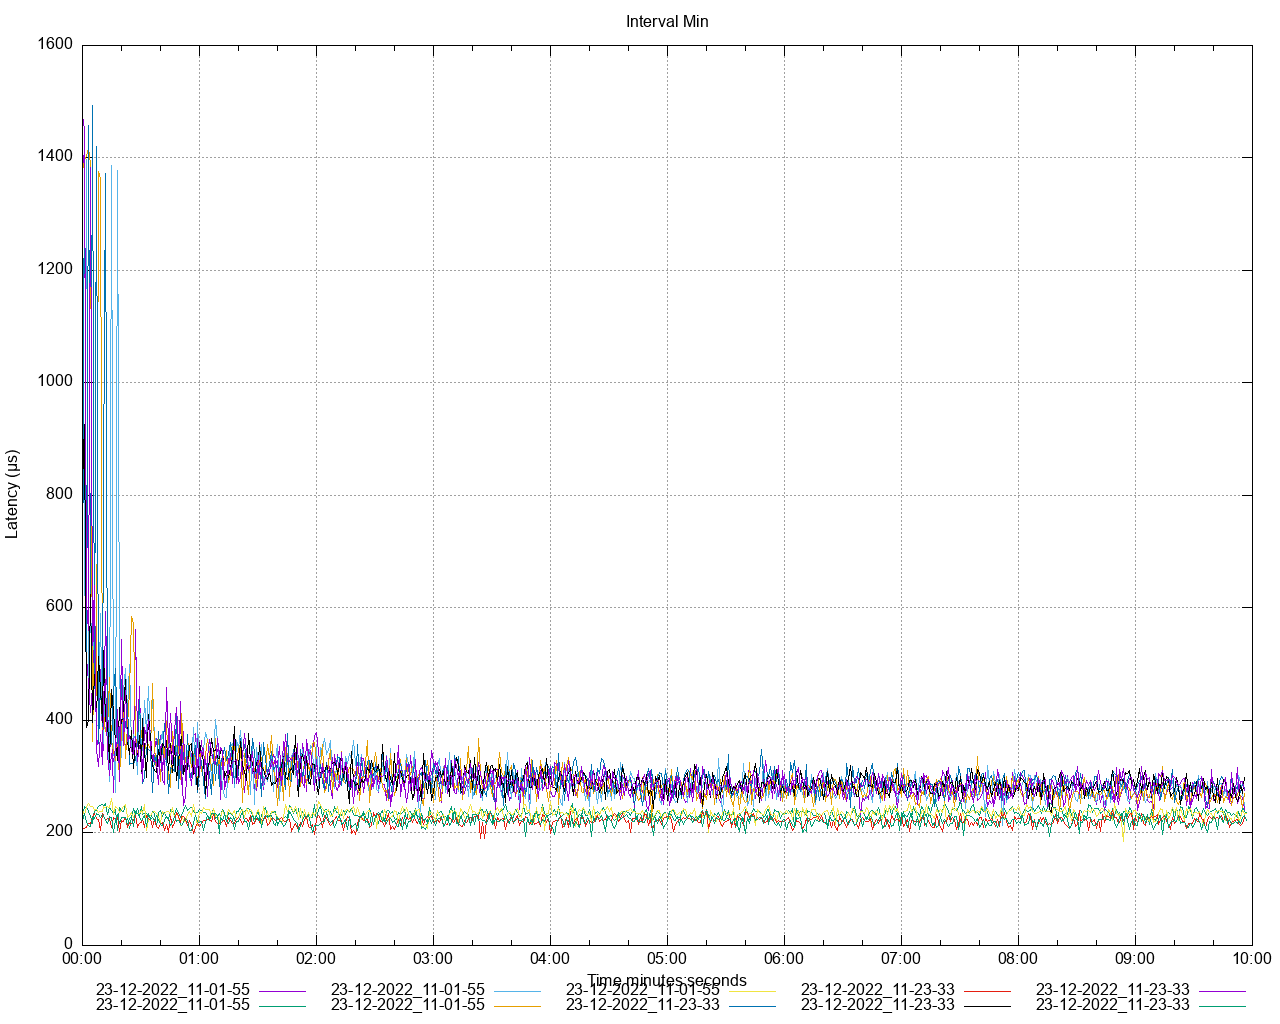 Interval Min
1600
1400
1200
1000
800
600
400
200
0
Latency (µs)
00:00 01:00 02:00 03:00 04:00 05:00 06:00 07:00 08:00 09:00 10:00
Time minutes:seconds
23-12-2022_11-01-55 23-12-2022_11-01-55 23-12-2022_11-01-55 23-12-2022_11-23-33 23-12-2022_11-23-33
23-12-2022_11-01-55 23-12-2022_11-01-55 23-12-2022_11-23-33 23-12-2022_11-23-33 23-12-2022_11-23-33